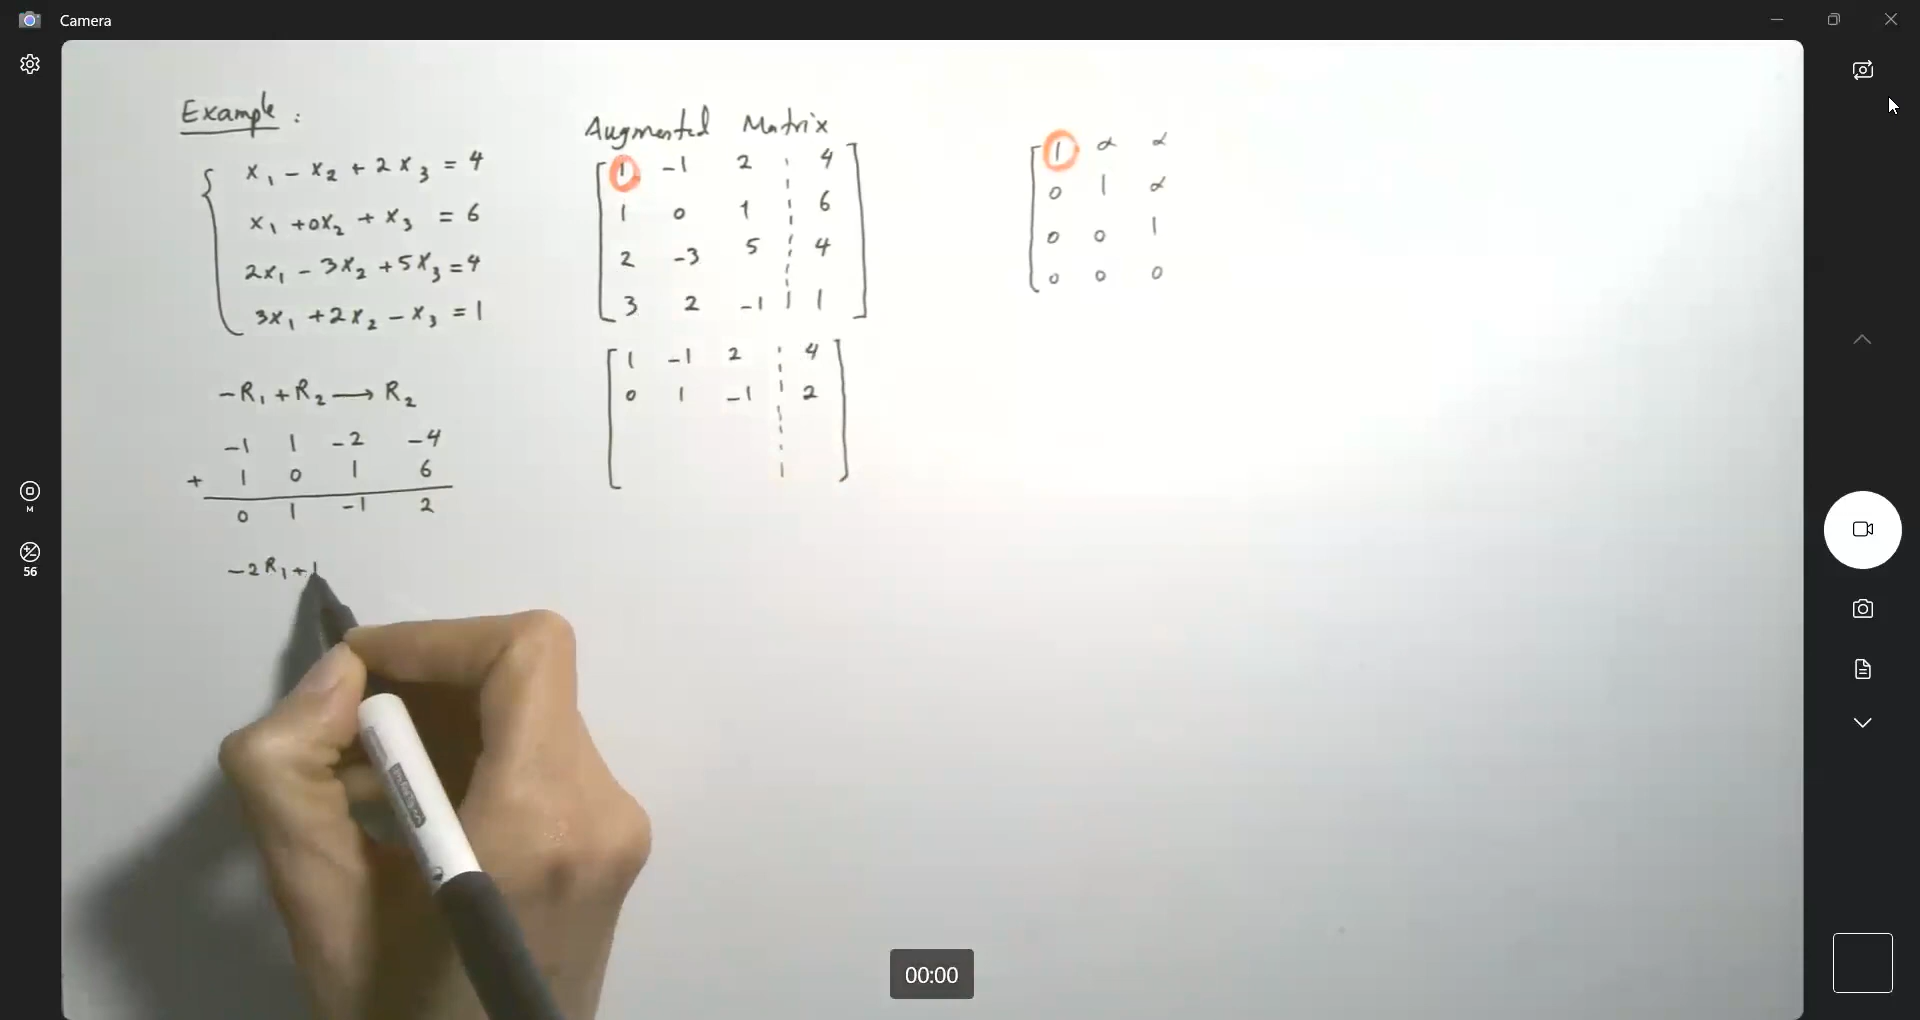 Camera
Example:
x₁ - x₂ + 2x₃ = 4
x₁ + 0x₂ + x₃ = 6
2x₁ - 3x₂ + 5x₃ = 4
3x₁ + 2x₂ - x₃ = 1
-R₁ + R₂ → R₂
-1 1 -2 -4
+ 1 0 1 6
0 1 -1 2
-2R₁ +
Augmented Matrix
1 -1 2 4
1 0 1 6
2 -3 5 4
3 2 -1 1
1 -1 2 4
0 1 -1 2
1 α α
0 1 α
0 0 1
0 0 0
M
56
00:00